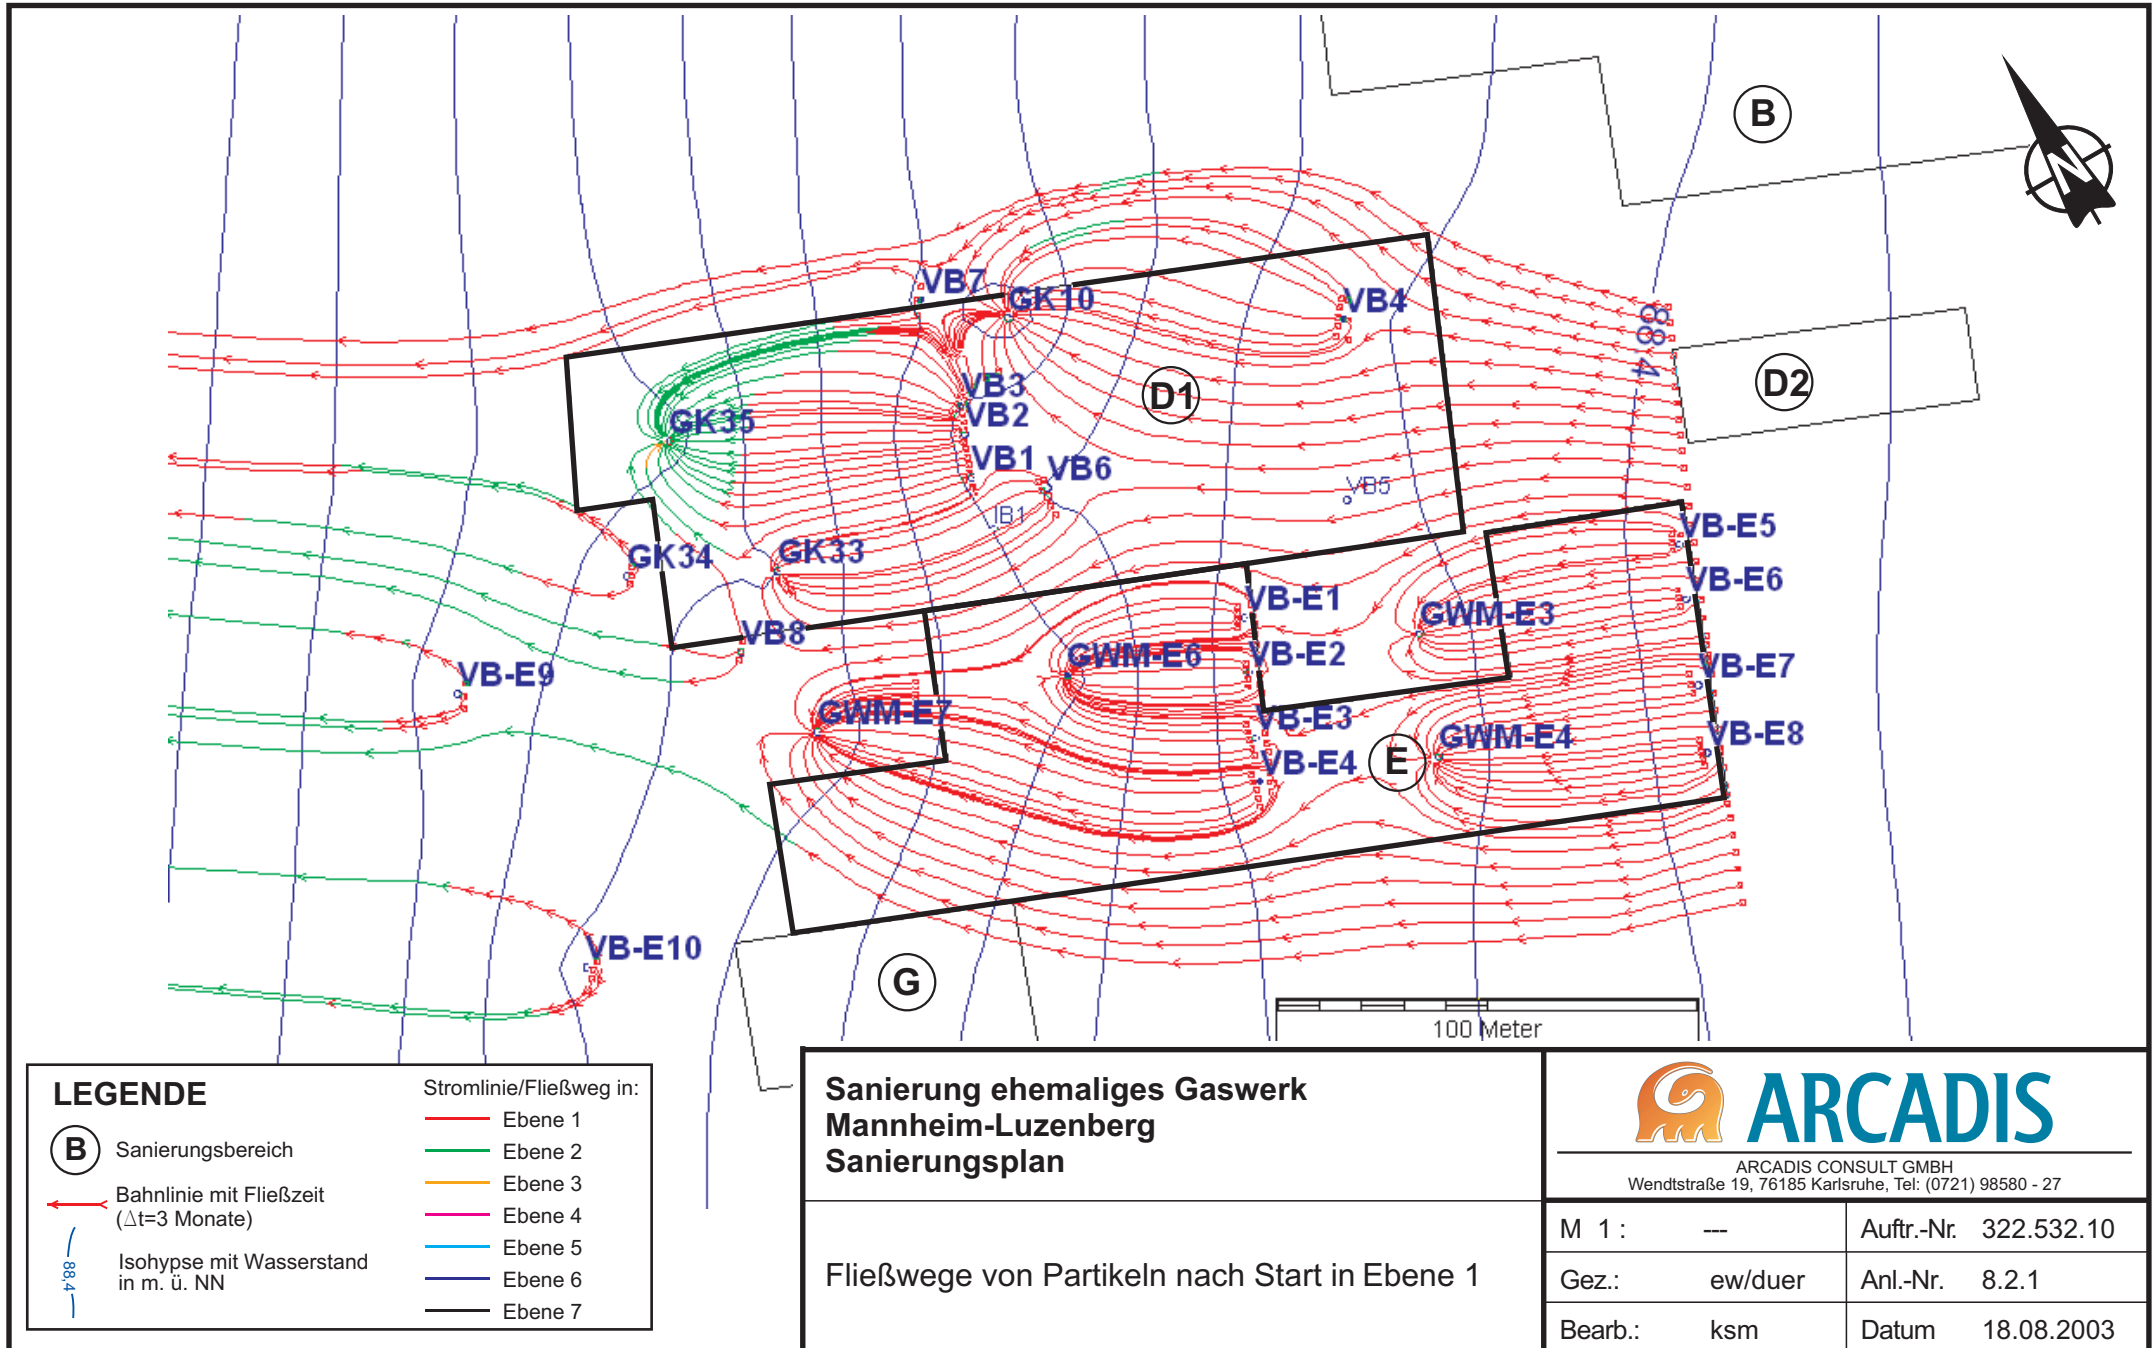 B
N
88.4
VB7
GK10
VB4
D2
VB3
D1
VB2
GK35
VB1
VB6
VB5
IB1
VB-E5
GK34
GK33
VB-E6
VB-E1
GWM-E3
VB8
GWM-E6
VB-E2
VB-E7
VB-E9
GWM-E7
VB-E3
GWM-E4
VB-E8
VB-E4
E
VB-E10
G
100 Meter
LEGENDE
B Sanierungsbereich
Bahnlinie mit Fließzeit
(Δt=3 Monate)
88,4
Isohypse mit Wasserstand
in m. ü. NN
Stromlinie/Fließweg in:
Ebene 1
Ebene 2
Ebene 3
Ebene 4
Ebene 5
Ebene 6
Ebene 7
Sanierung ehemaliges Gaswerk
Mannheim-Luzenberg
Sanierungsplan
Fließwege von Partikeln nach Start in Ebene 1
ARCADIS
ARCADIS CONSULT GMBH
Wendtstraße 19, 76185 Karlsruhe, Tel: (0721) 98580 - 27
M 1 : --- Auftr.-Nr. 322.532.10
Gez.: ew/duer Anl.-Nr. 8.2.1
Bearb.: ksm Datum 18.08.2003